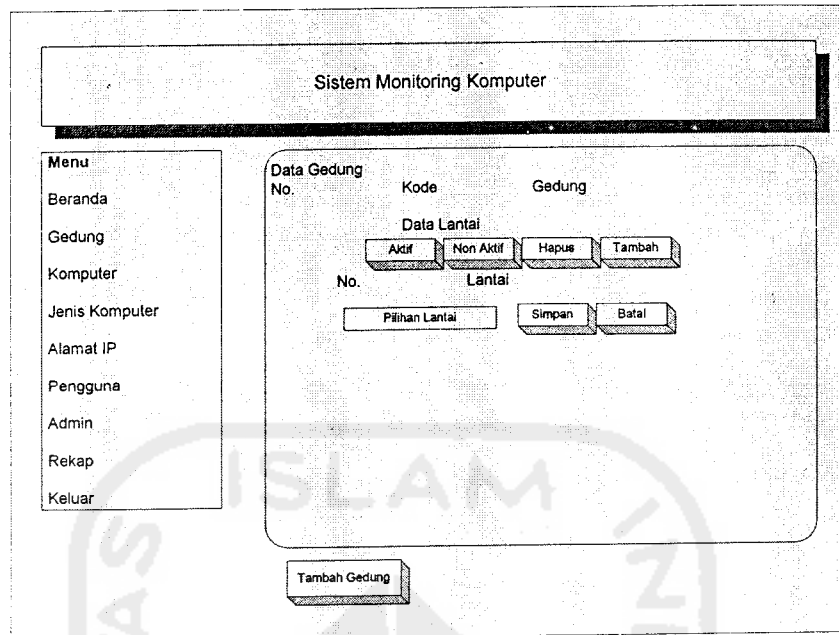 Sistem Monitoring Komputer
Menu
Beranda
Gedung
Komputer
Jenis Komputer
Alamat IP
Pengguna
Admin
Rekap
Keluar
Data Gedung
No. Kode Gedung
Data Lantai
Aktif Non Aktif Hapus Tambah
No. Lantai
Pilihan Lantai Simpan Batal
Tambah Gedung
ISLAM